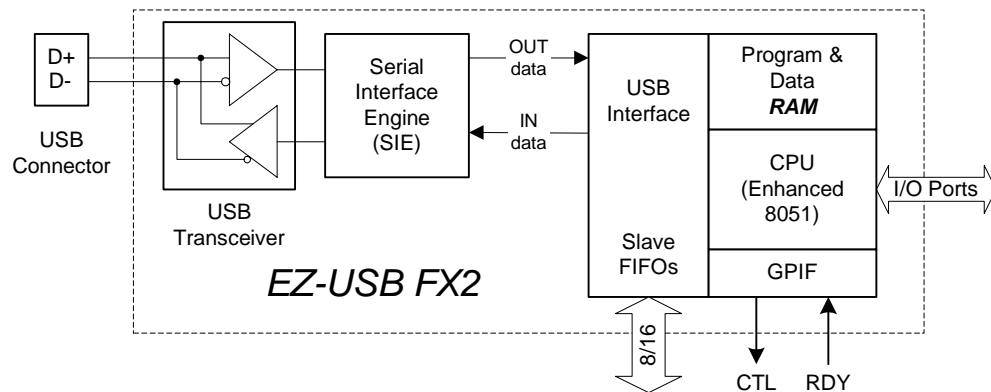 D+
D-
USB
Connector
USB
Transceiver
Serial
Interface
Engine
(SIE)
OUT
data
IN
data
USB
Interface
Slave
FIFOs
Program &
Data
RAM
CPU
(Enhanced
8051)
I/O Ports
GPIF
EZ-USB FX2
8/16
CTL
RDY